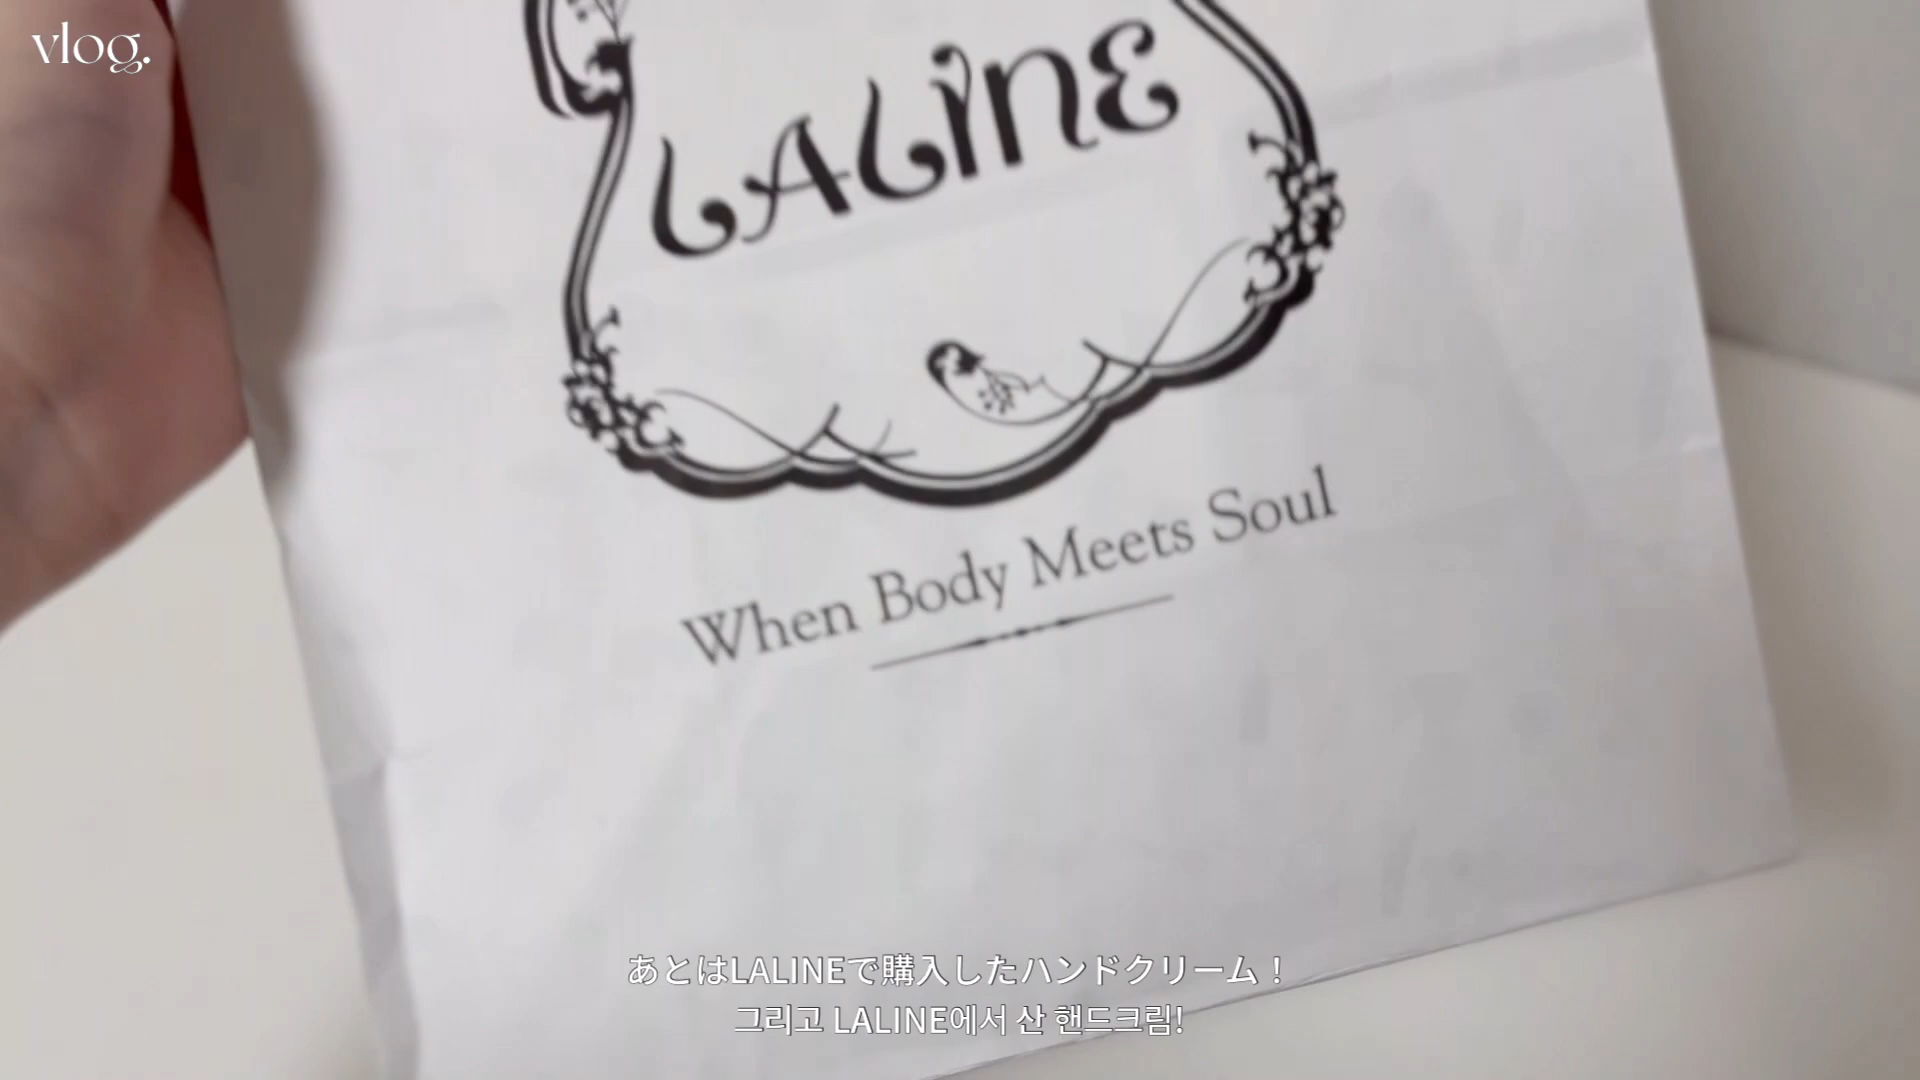 vlog.
LALINE
When Body Meets Soul
あとはLALINEで購入したハンドクリーム！
그리고 LALINE에서 산 핸드크림!